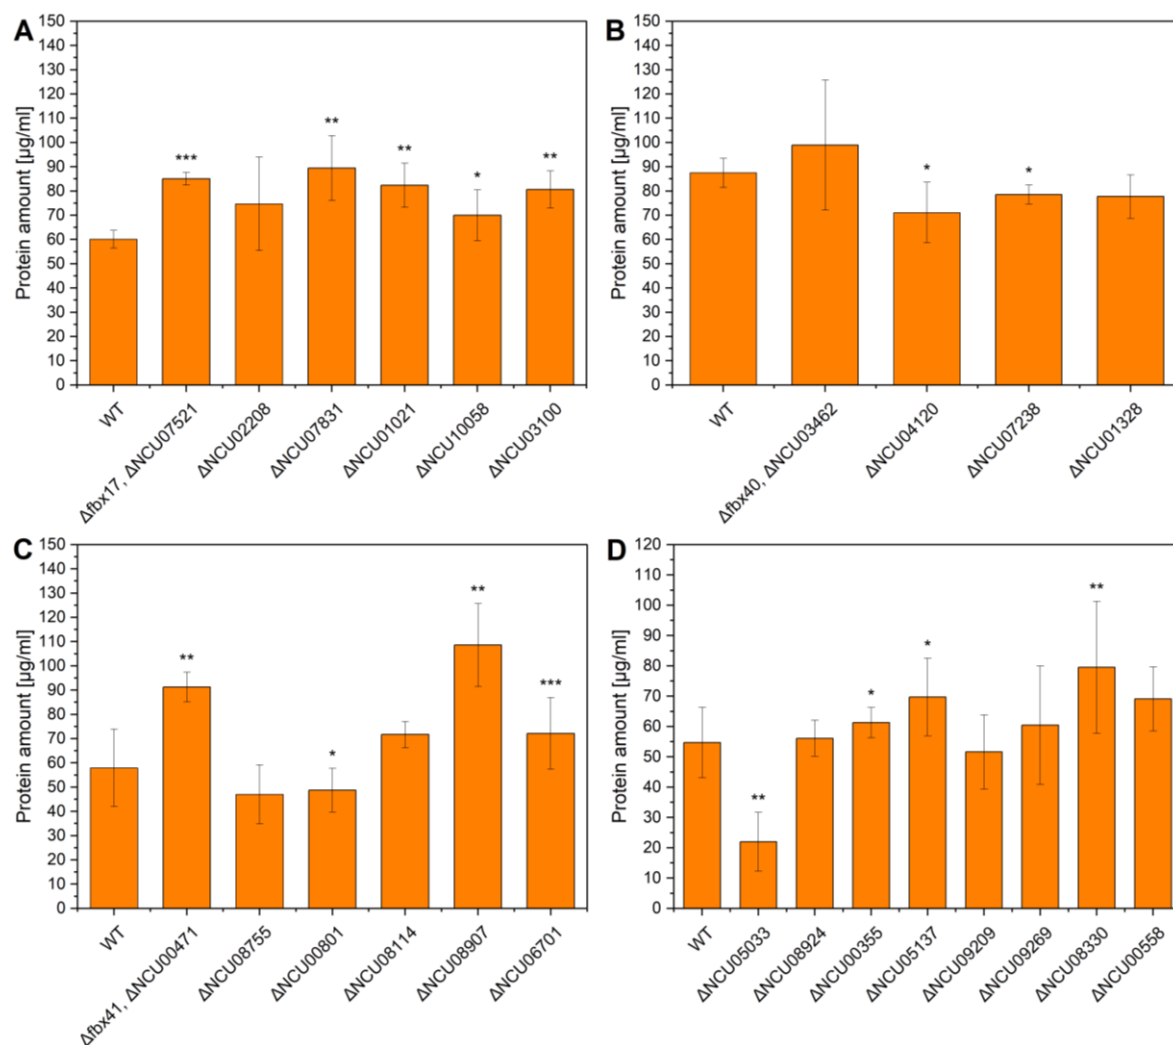 A
Protein amount [µg/ml]
150
140
130
120
110
100
90
80
70
60
50
40
30
20
10
0
***
**
**
*
**
WT
Δfbx17, ΔNCU07521
ΔNCU02208
ΔNCU07831
ΔNCU01021
ΔNCU10058
ΔNCU03100
B
Protein amount [µg/ml]
150
140
130
120
110
100
90
80
70
60
50
40
30
20
10
0
*
*
WT
Δfbx40, ΔNCU03462
ΔNCU04120
ΔNCU07238
ΔNCU01328
C
Protein amount [µg/ml]
150
140
130
120
110
100
90
80
70
60
50
40
30
20
10
0
**
*
**
***
WT
Δfbx41, ΔNCU00471
ΔNCU08755
ΔNCU00801
ΔNCU08114
ΔNCU08907
ΔNCU06701
D
Protein amount [µg/ml]
120
110
100
90
80
70
60
50
40
30
20
10
0
**
*
*
**
WT
ΔNCU05033
ΔNCU08924
ΔNCU00355
ΔNCU05137
ΔNCU09209
ΔNCU09269
ΔNCU08330
ΔNCU00558